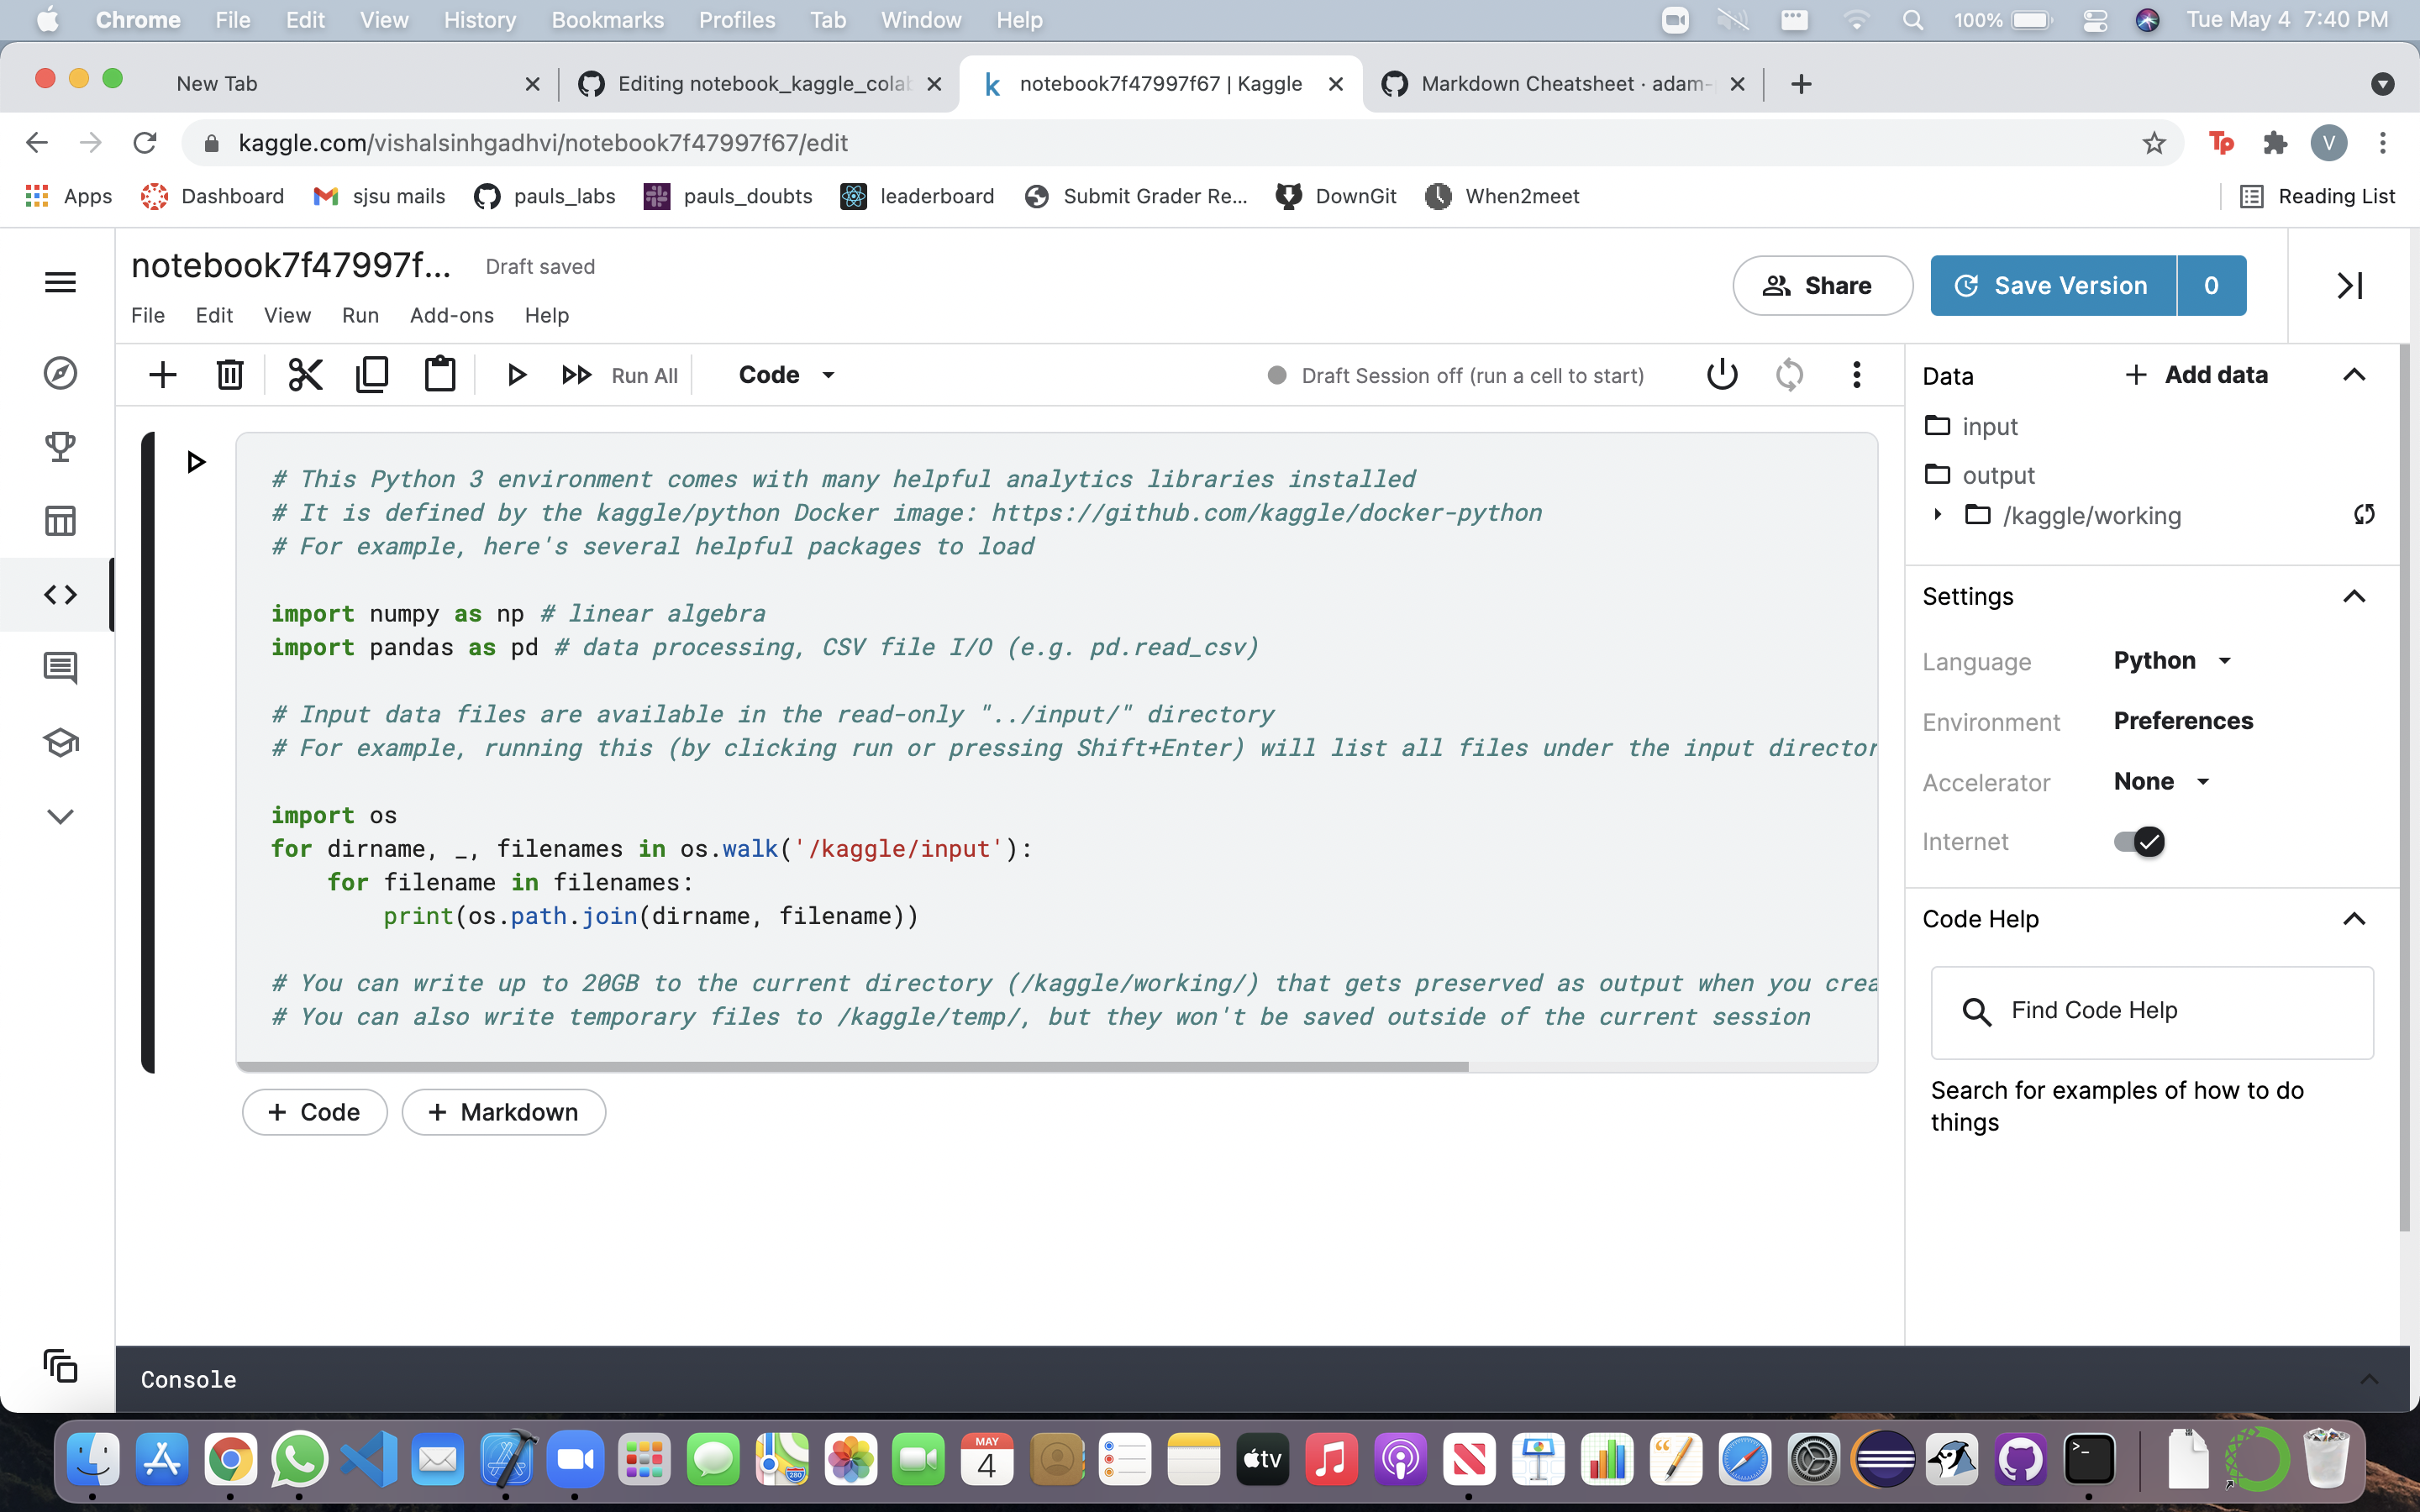 Chrome File Edit View History Bookmarks Profiles Tab Window Help 100% Tue May 4 7:40 PM
New Tab Editing notebook_kaggle_colab notebook7f47997f67 | Kaggle Markdown Cheatsheet · adam-
kaggle.com/vishalsinhgadhvi/notebook7f47997f67/edit Tp V
Apps Dashboard sjsu mails pauls_labs pauls_doubts leaderboard Submit Grader Re... DownGit When2meet Reading List
notebook7f47997f... Draft saved
Share Save Version 0
File Edit View Run Add-ons Help
Run All Code Draft Session off (run a cell to start)
# This Python 3 environment comes with many helpful analytics libraries installed
# It is defined by the kaggle/python Docker image: https://github.com/kaggle/docker-python
# For example, here's several helpful packages to load
import numpy as np # linear algebra
import pandas as pd # data processing, CSV file I/O (e.g. pd.read_csv)
# Input data files are available in the read-only "../input/" directory
# For example, running this (by clicking run or pressing Shift+Enter) will list all files under the input director
import os
for dirname, _, filenames in os.walk('/kaggle/input'):
for filename in filenames:
print(os.path.join(dirname, filename))
# You can write up to 20GB to the current directory (/kaggle/working/) that gets preserved as output when you crea
# You can also write temporary files to /kaggle/temp/, but they won't be saved outside of the current session
+ Code + Markdown
Data + Add data
input
output
/kaggle/working
Settings
Language Python
Environment Preferences
Accelerator None
Internet
Code Help
Find Code Help
Search for examples of how to do
things
Console
MAY
4
280
tv
>_